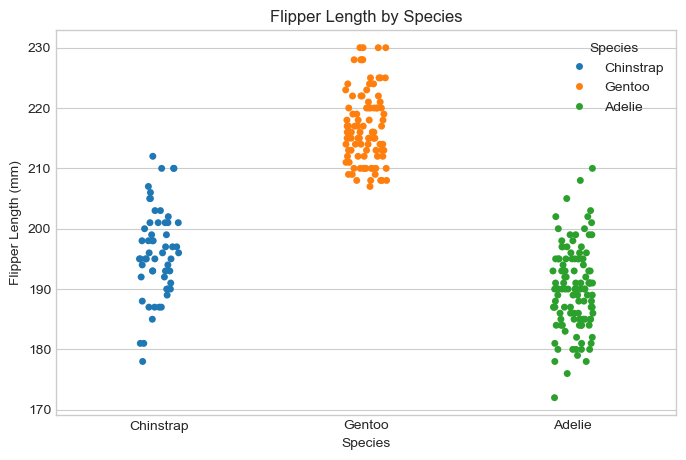 Flipper Length by Species
Flipper Length (mm)
230
220
210
200
190
180
170
Species
Chinstrap
Gentoo
Adelie
Chinstrap
Gentoo
Adelie
Species